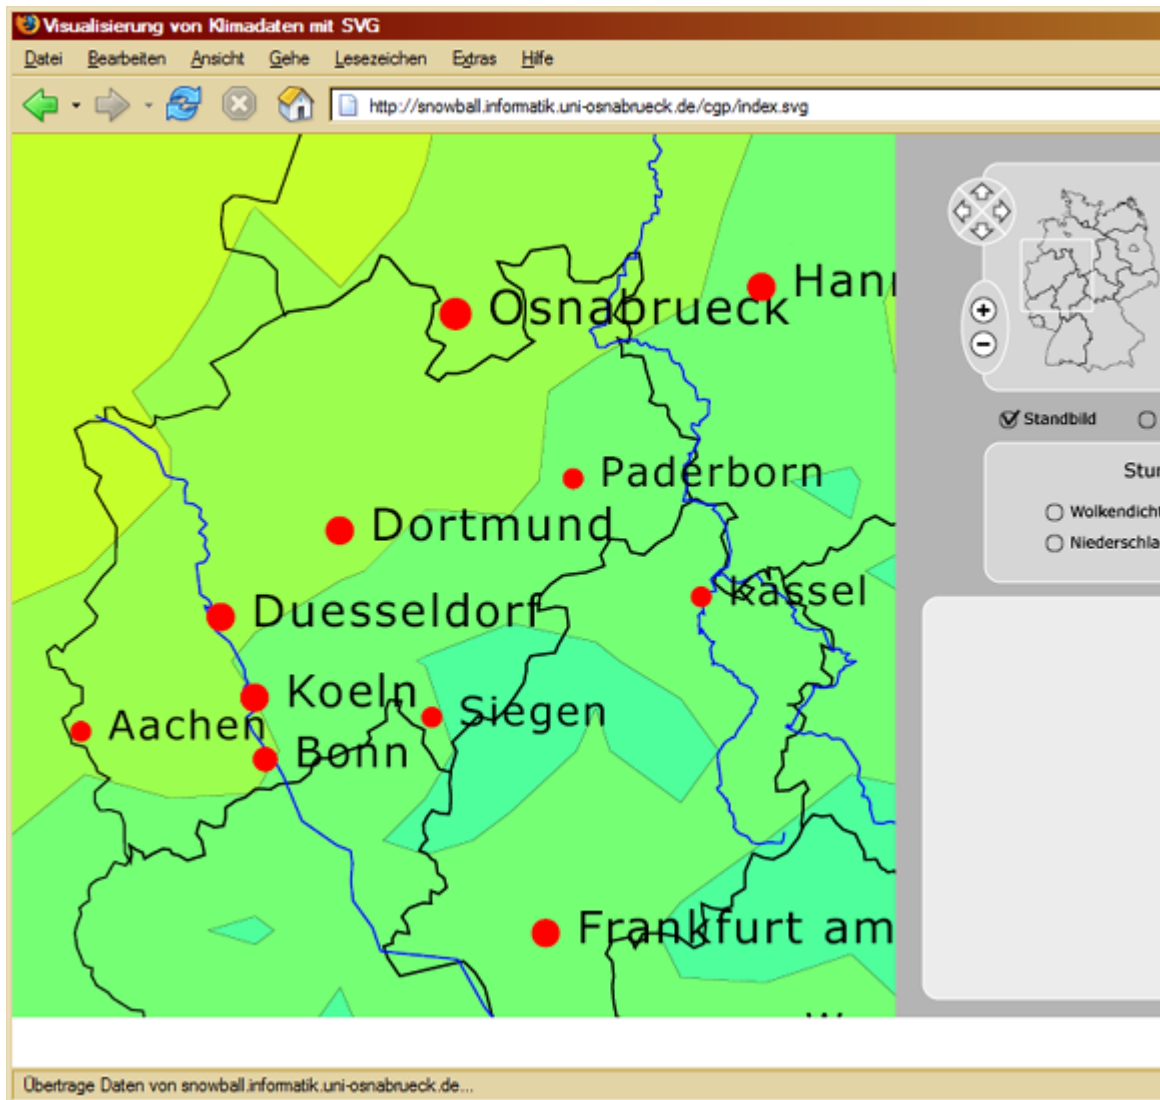 Visualisierung von Klimadaten mit SVG
Datei Bearbeiten Ansicht Gehe Lesezeichen Extras Hilfe
http://snowball.informatik.uni-osnabrueck.de/cgp/index.svg
Hann
Osnabrueck
Paderborn
Dortmund
Kassel
Duesseldorf
Koeln
Siegen
Aachen
Bonn
Frankfurt am
Standbild
Stun
Wolkendicht
Niederschla
Übertrage Daten von snowball.informatik.uni-osnabrueck.de...